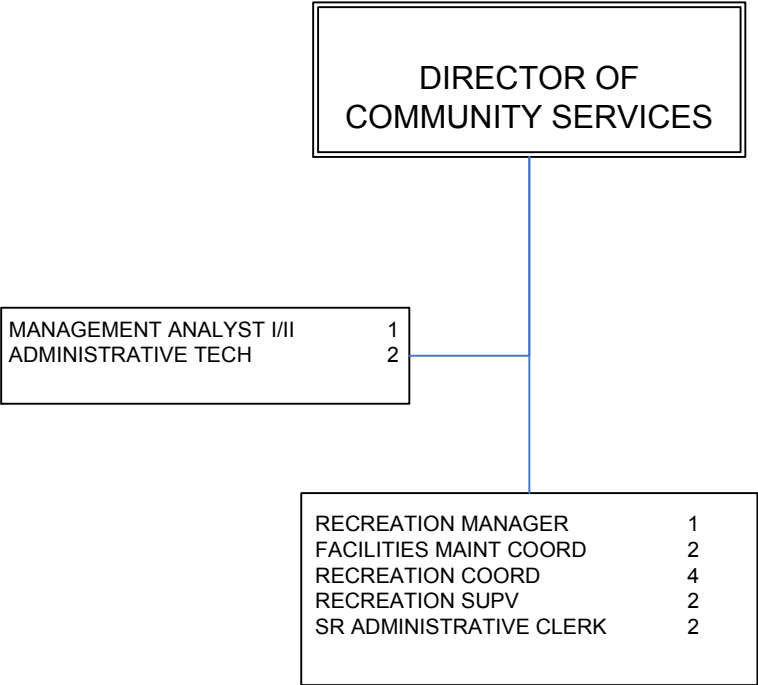 DIRECTOR OF
COMMUNITY SERVICES
MANAGEMENT ANALYST I/II 1
ADMINISTRATIVE TECH 2
RECREATION MANAGER 1
FACILITIES MAINT COORD 2
RECREATION COORD 4
RECREATION SUPV 2
SR ADMINISTRATIVE CLERK 2